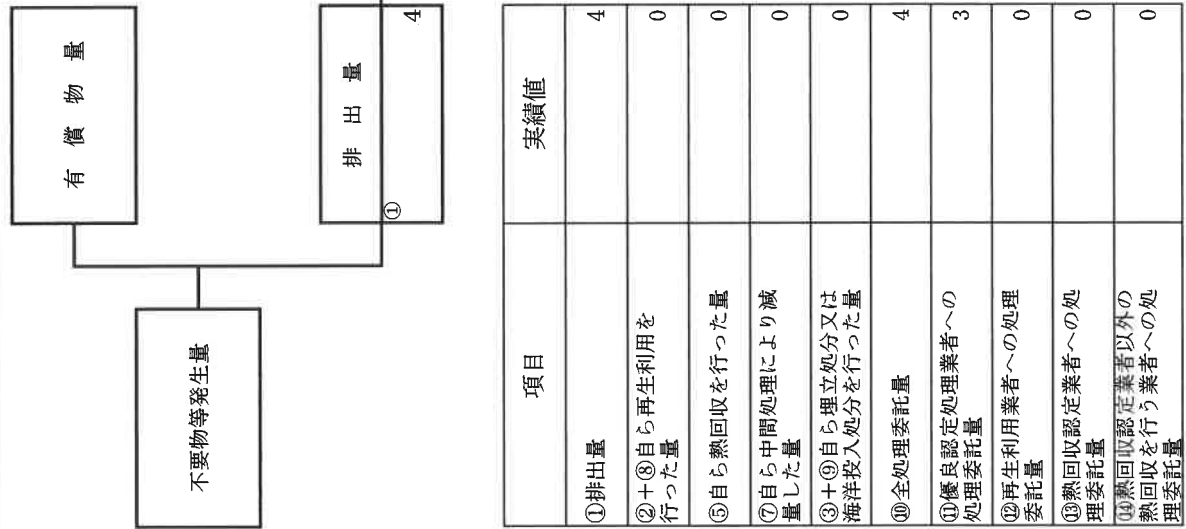 有償物量
不要物等発生量
排出量
①
4
項目
実績値
①排出量
4
②+⑧自ら再生利用を
行った量
0
⑤自ら熱回収を行った量
0
⑦自ら中間処理により減
量した量
0
③+⑨自ら埋立処分又は
海洋投入処分を行った量
0
⑩全処理委託量
4
⑪優良認定処理業者への
処理委託量
3
⑫再生利用業者への処理
委託量
0
⑬熱回収認定業者への処
理委託量
0
⑭熱回収認定業者以外の
熱回収を行う業者への処
理委託量
0